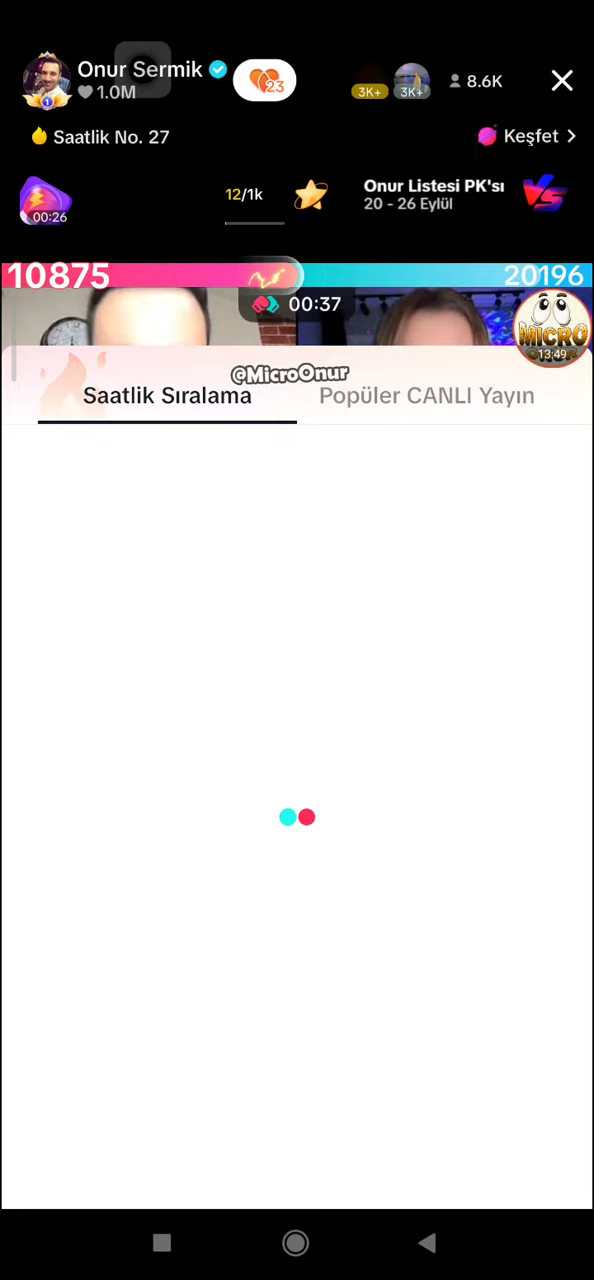 Onur Sermik
1.0M
23
3K+
3K+
8.6K
Saatlik No. 27
Keşfet
00:26
12/1k
Onur Listesi PK'sı
20 - 26 Eylül
VS
10875
20196
00:37
MICRO
13:49
@MicroOnur
Saatlik Sıralama
Popüler CANLI Yayın